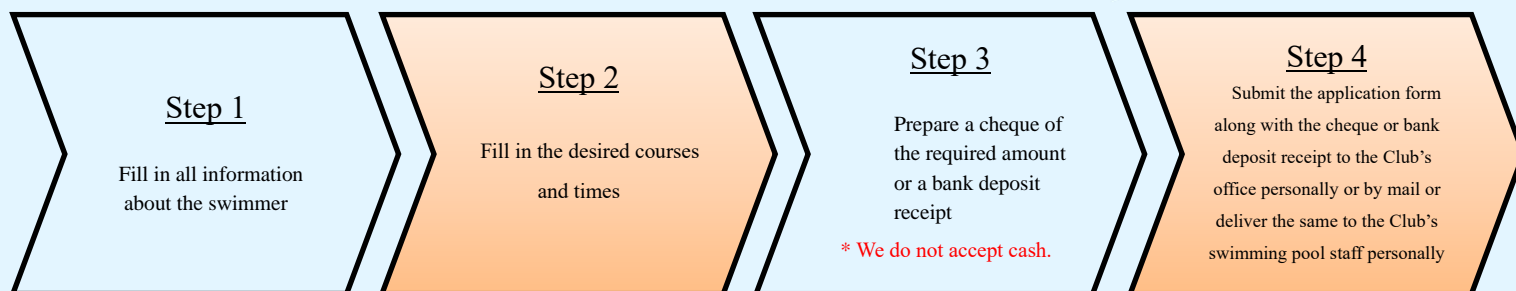 Step 1
Fill in all information
about the swimmer
Step 2
Fill in the desired courses
and times
Step 3
Prepare a cheque of
the required amount
or a bank deposit
receipt
* We do not accept cash.
Step 4
Submit the application form
along with the cheque or bank
deposit receipt to the Club’s
office personally or by mail or
deliver the same to the Club’s
swimming pool staff personally